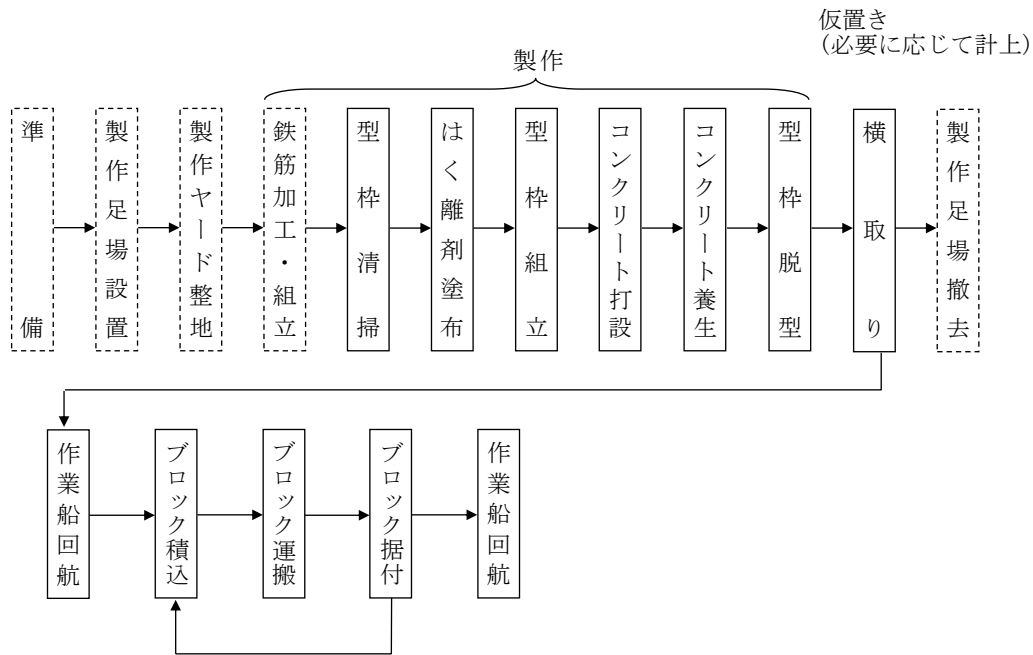 仮置き
(必要に応じて計上)
製作
準備
製作足場設置
製作ヤード整地
鉄筋加工・組立
型枠清掃
はく離剤塗布
型枠組立
コンクリート打設
コンクリート養生
型枠脱型
横取り
製作足場撤去
作業船回航
ブロック積込
ブロック運搬
ブロック据付
作業船回航